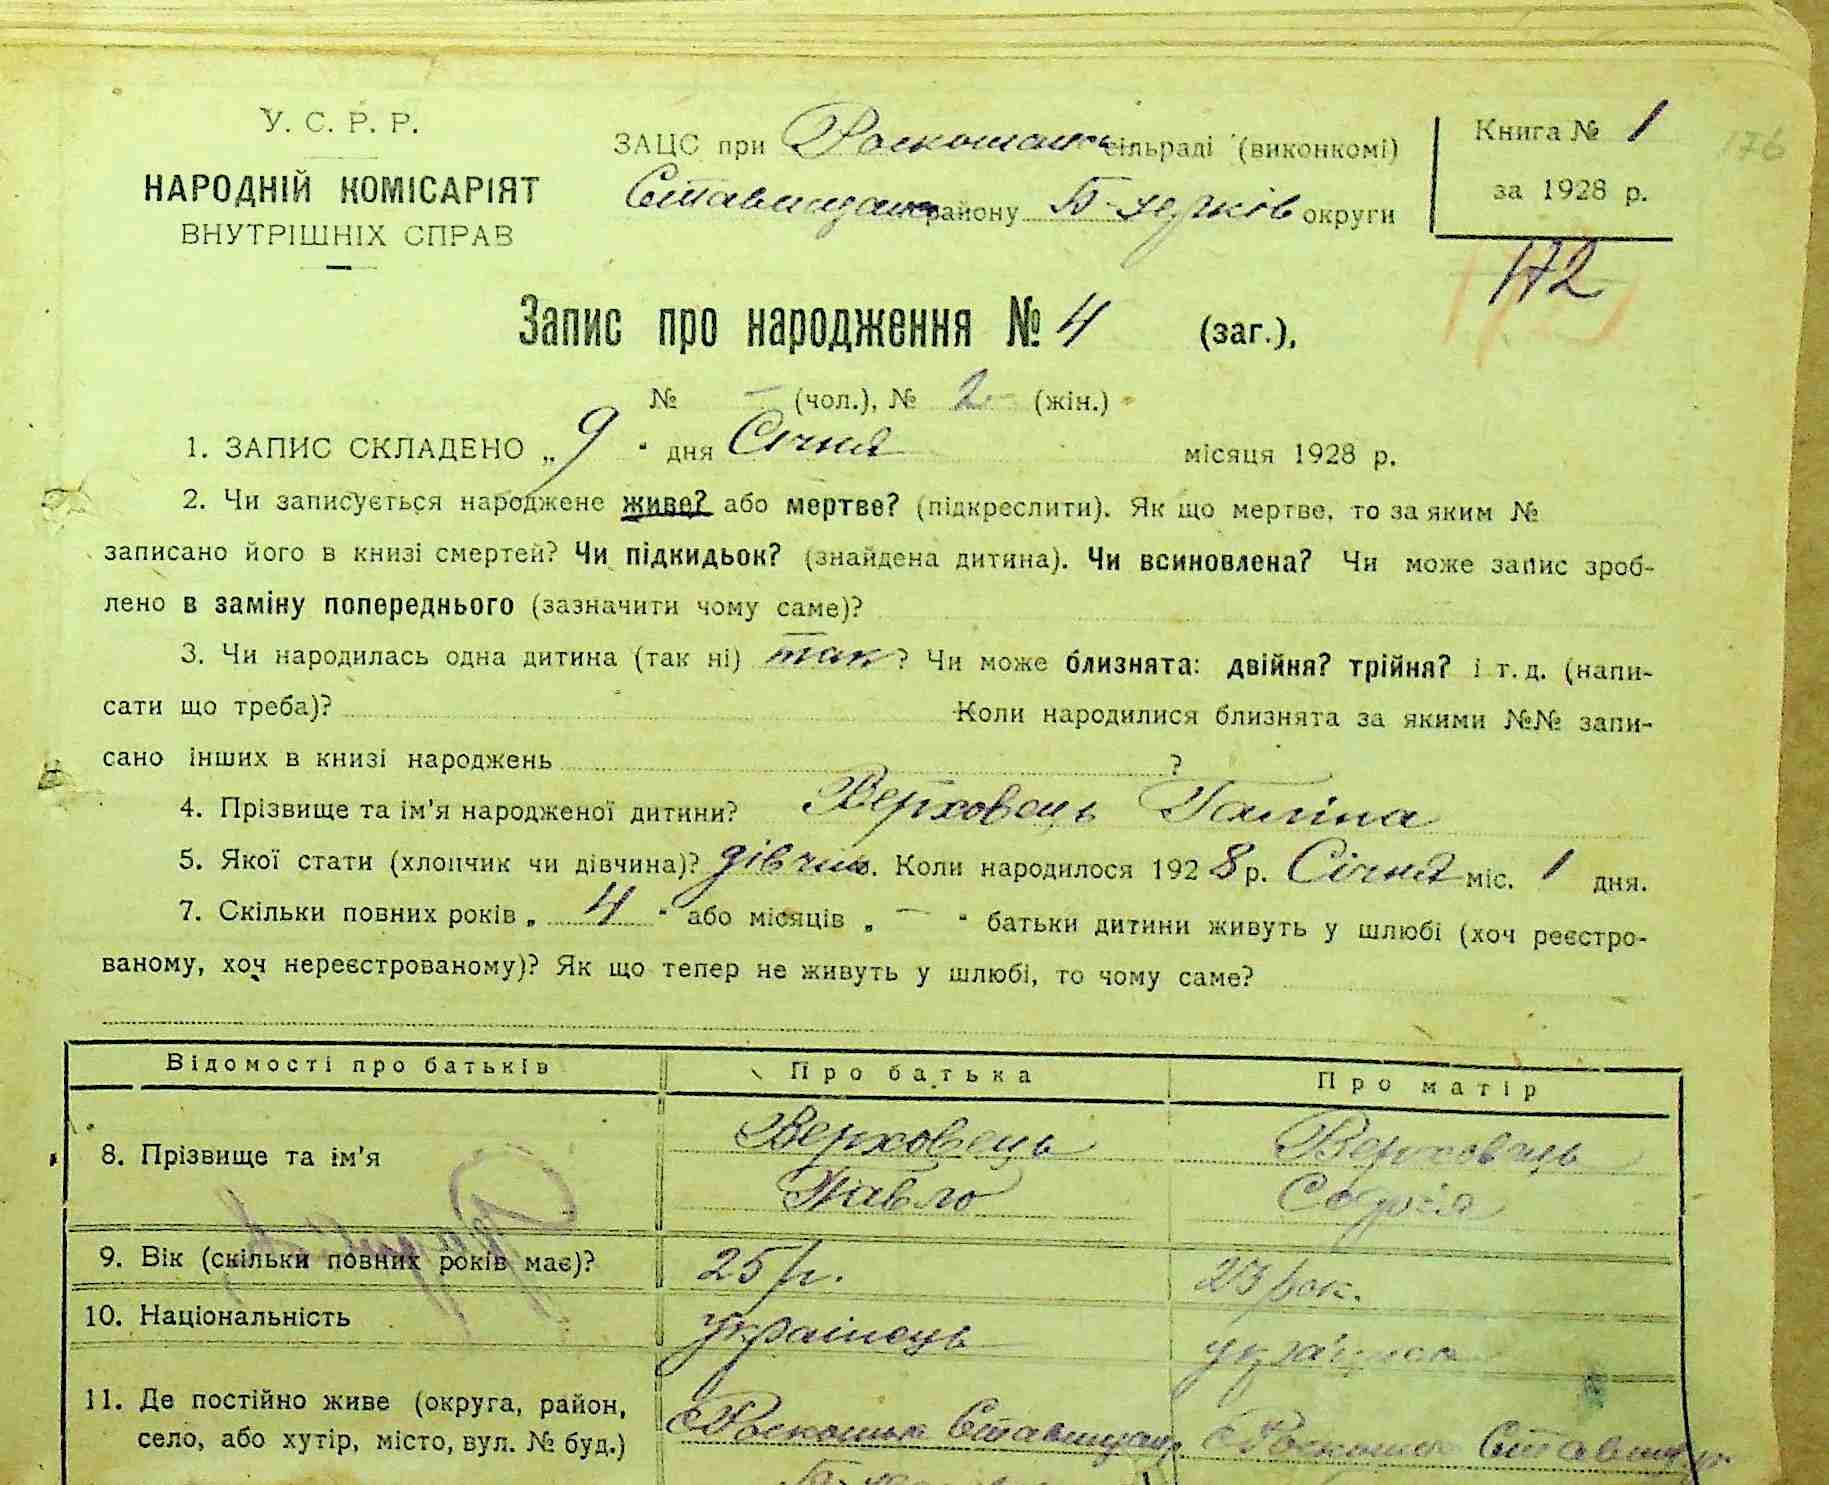 У. С. Р. Р.
НАРОДНІЙ КОМІСАРІЯТ
ВНУТРІШНІХ СПРАВ
ЗАЦС при Роскошанс сільраді (виконкомі)
Ставищанс району Б-Церків округи
Книга № 1
за 1928 р.
176
172
Запис про народження № 4 (заг.),
№ – (чол.), № 2 (жін.)
1. ЗАПИС СКЛАДЕНО „ 9 " дня Січня місяця 1928 р.
2. Чи записується народжене живе? або мертве? (підкреслити). Як що мертве, то за яким №
записано його в книзі смертей? Чи підкидьок? (знайдена дитина). Чи всиновлена? Чи може запис зроб-
лено в заміну попереднього (зазначити чому саме)?
3. Чи народилась одна дитина (так ні) так? Чи може близнята: двійня? трійня? і т. д. (напи-
сати що треба)? Коли народилися близнята за якими №№ запи-
сано інших в книзі народжень ?
4. Прізвище та ім'я народженої дитини? Верховець Галіна
5. Якої стати (хлопчик чи дівчина)? дівчин. Коли народилося 1928 р. Січня міс. 1 дня.
7. Скільки повних років „ 4 " або місяців „ – " батьки дитини живуть у шлюбі (хоч реєстро-
ваному, хоч нереєстрованому)? Як що тепер не живуть у шлюбі, то чому саме?
Відомості про батьків Про батька Про матір
8. Прізвище та ім'я Верховець Павло Верховець Софія
9. Вік (скільки повних років має)? 25 р. 23 рок.
10. Національність українець українка
11. Де постійно живе (округа, район,
село, або хутір, місто, вул. № буд.)
с Роскошна Ставищан с Роскошна Ставищ